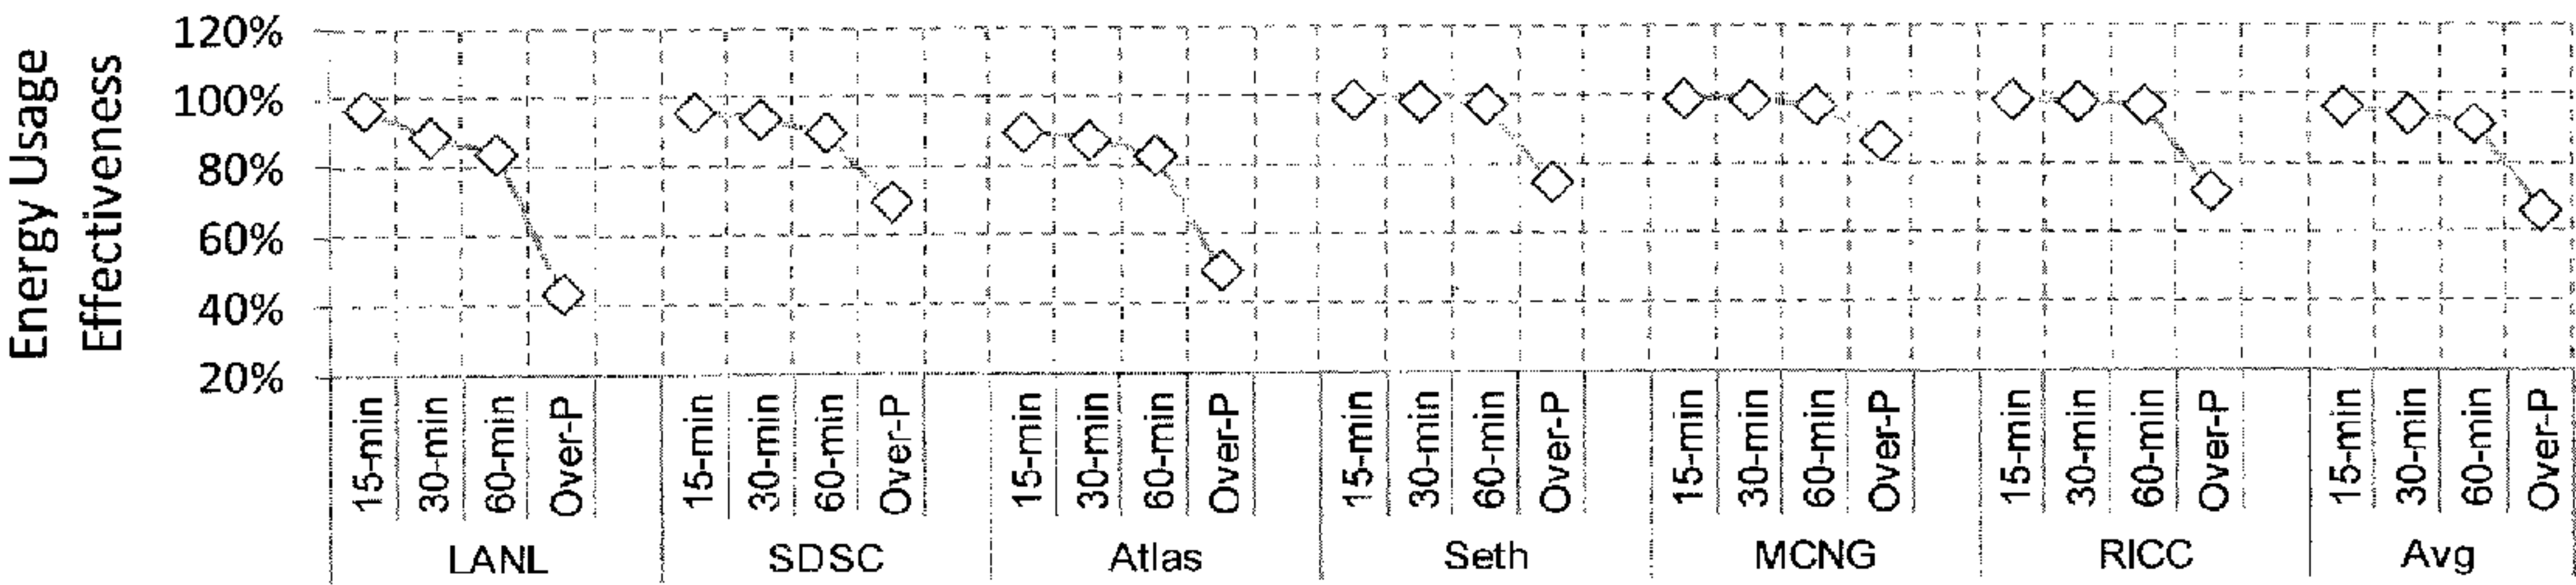 Energy Usage
Effectiveness
120%
100%
80%
60%
40%
20%
15-min 30-min 60-min Over-P 15-min 30-min 60-min Over-P 15-min 30-min 60-min Over-P 15-min 30-min 60-min Over-P 15-min 30-min 60-min Over-P 15-min 30-min 60-min Over-P 15-min 30-min 60-min Over-P
LANL SDSC Atlas Seth MCNG RICC Avg